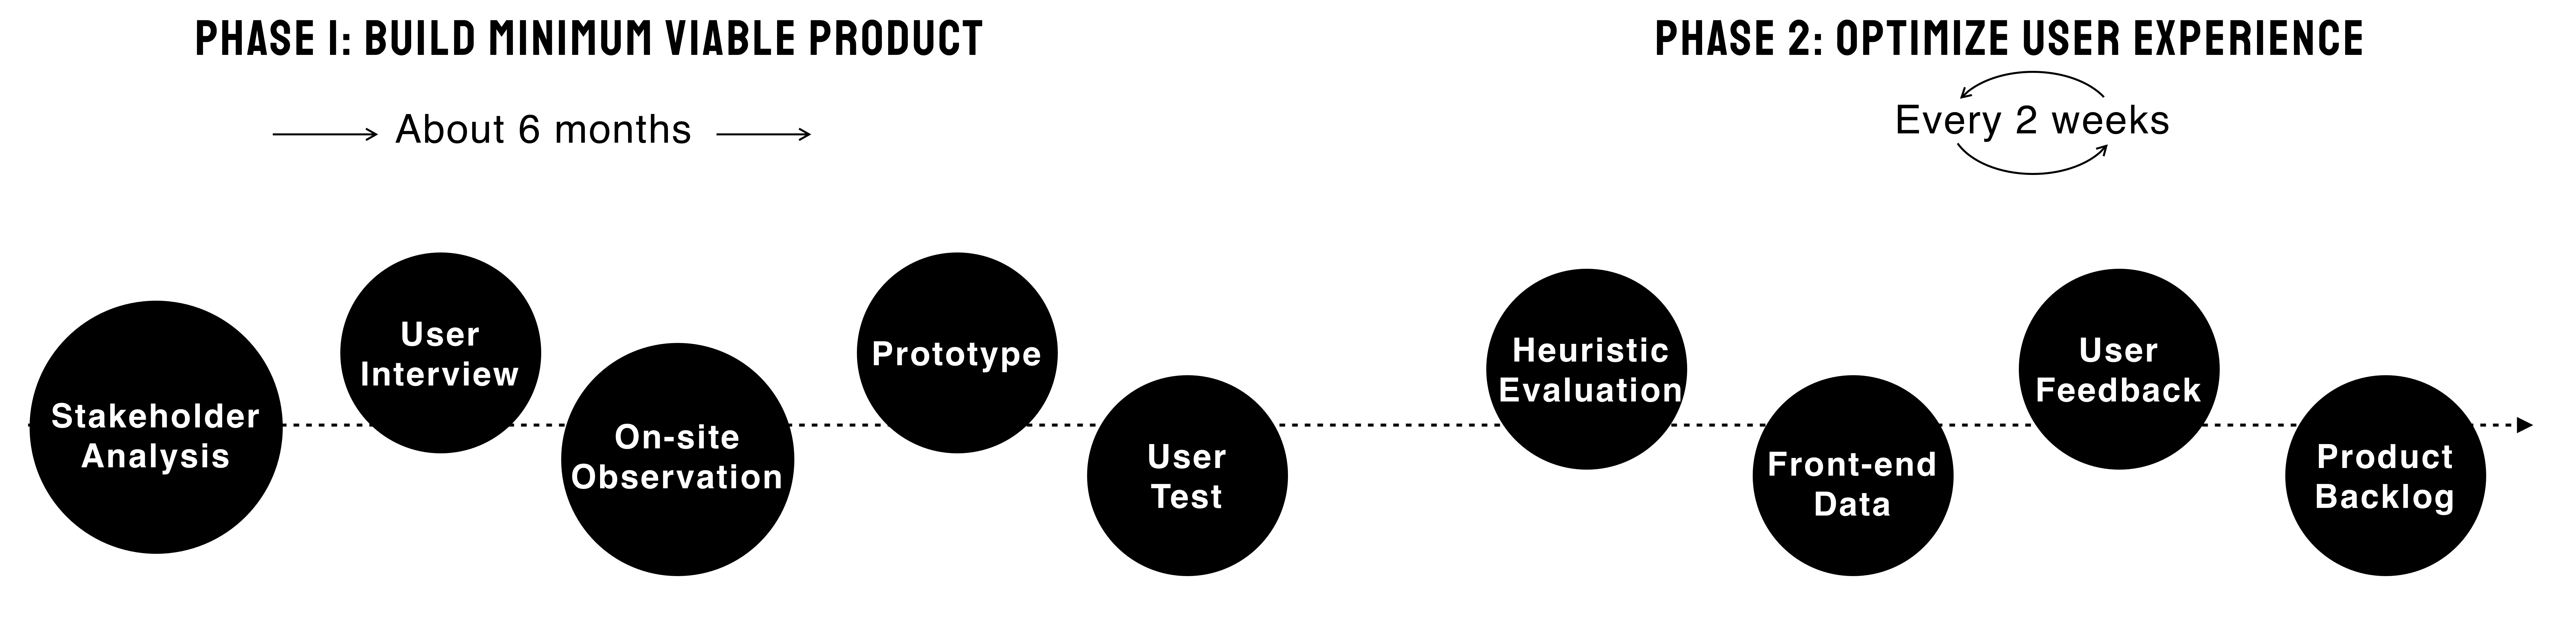 PHASE 1: BUILD MINIMUM VIABLE PRODUCT
About 6 months
Stakeholder
Analysis
User
Interview
On-site
Observation
Prototype
User
Test
PHASE 2: OPTIMIZE USER EXPERIENCE
Every 2 weeks
Heuristic
Evaluation
Front-end
Data
User
Feedback
Product
Backlog